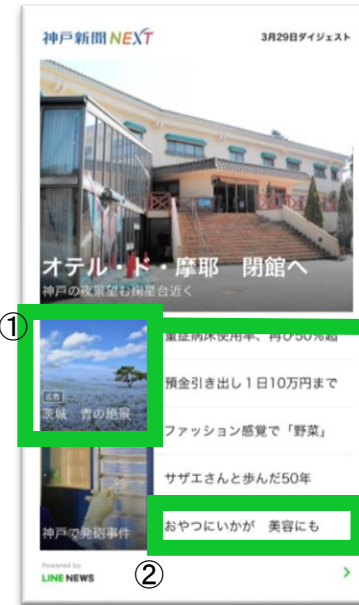 神戸新聞NEXT
3月29日ダイジェスト
オテル・ド・摩耶 閉館へ
神戸の夜景望む掬星台近く
①
重症病床使用率、再び50%超
広告
茨城 青の絶景
預金引き出し1日10万円まで
ファッション感覚で「野菜」
サザエさんと歩んだ50年
神戸で発砲事件
おやつにいかが 美容にも
Powered by
LINE NEWS
②
>